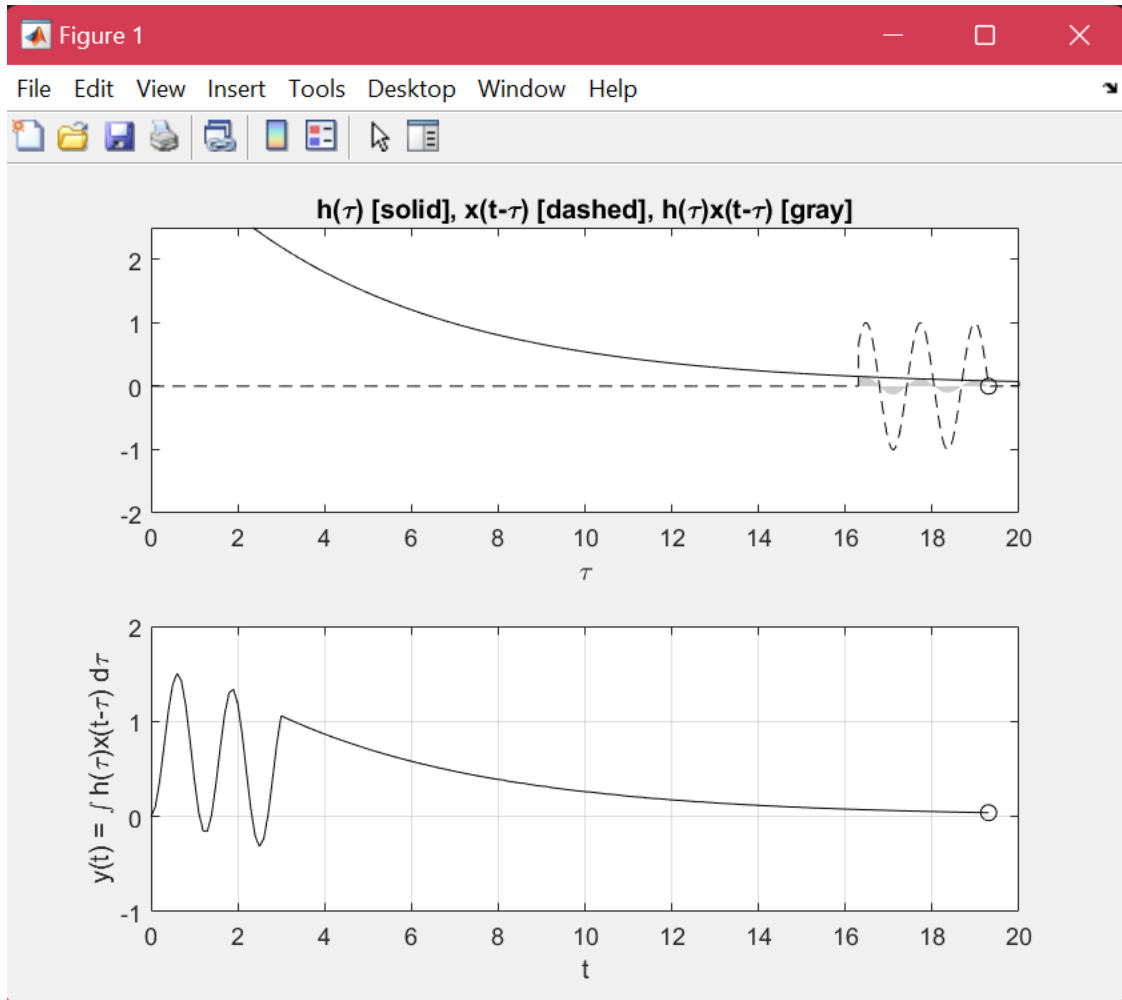 Figure 1
File Edit View Insert Tools Desktop Window Help
h(τ) [solid], x(t-τ) [dashed], h(τ)x(t-τ) [gray]
2
1
0
-1
-2
0 2 4 6 8 10 12 14 16 18 20
τ
y(t) = ∫ h(τ)x(t-τ) dτ
2
1
0
-1
0 2 4 6 8 10 12 14 16 18 20
t